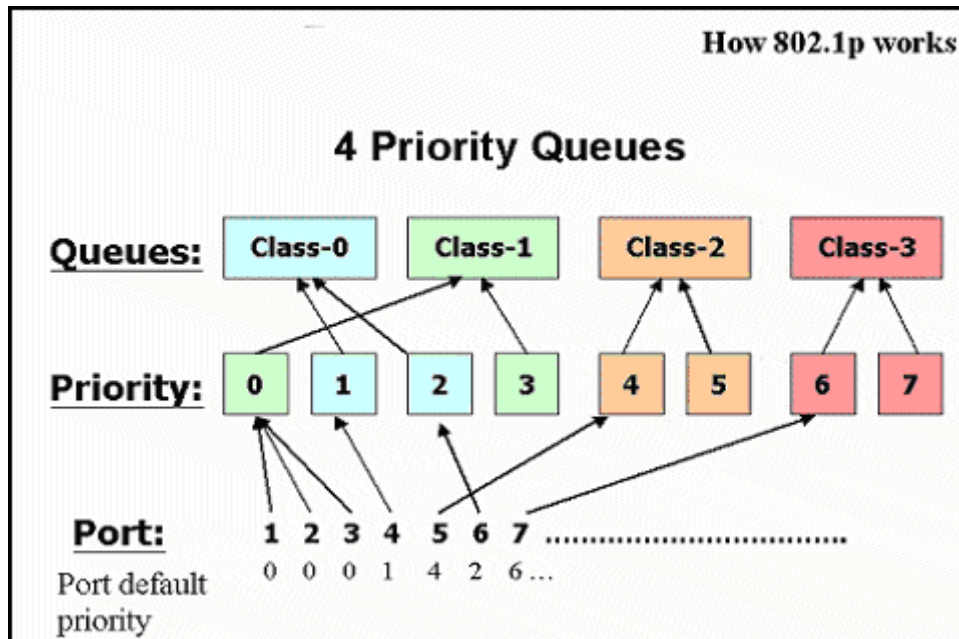 How 802.1p works
4 Priority Queues
Queues: Class-0 Class-1 Class-2 Class-3
Priority: 0 1 2 3 4 5 6 7
Port: 1 2 3 4 5 6 7 ..............................
Port default 0 0 0 1 4 2 6 ...
priority